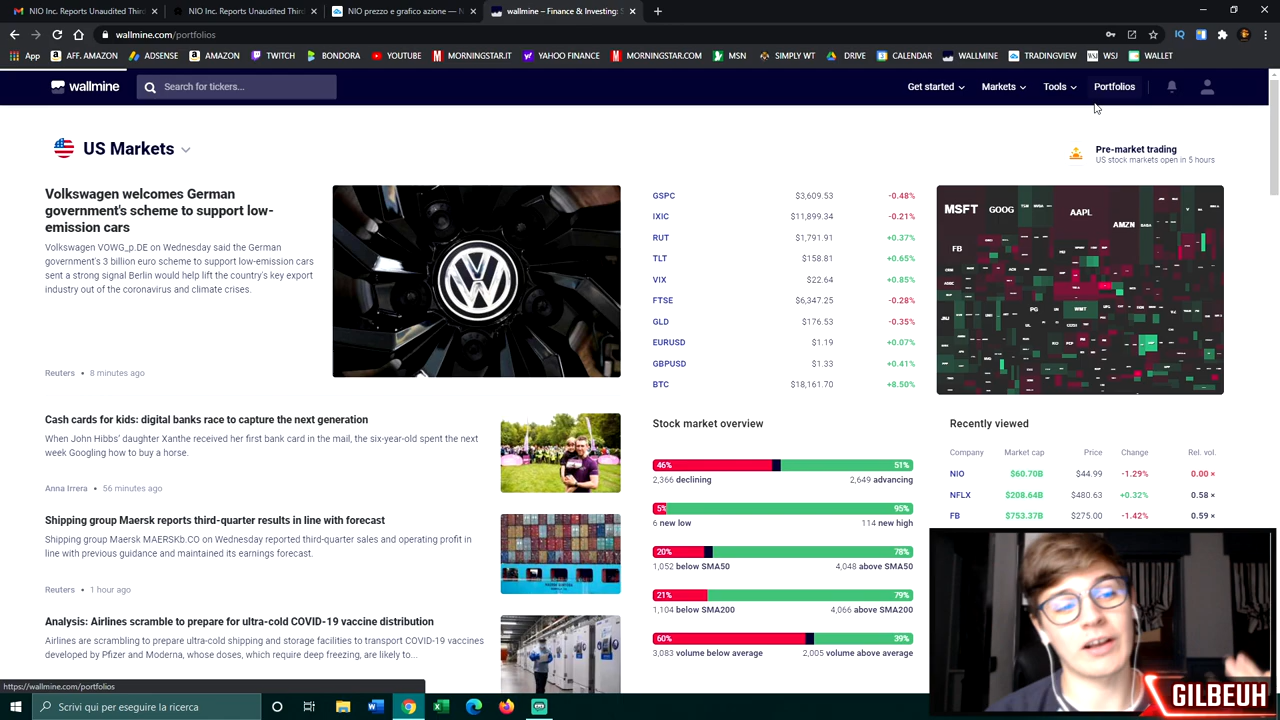 NIO Inc. Reports Unaudited Third
NIO Reports Unaudited Third
NIO prezzo e grafico azioni — N
Finance & Investing: S
wallmine.com/portfolios
App
AFF. AMAZON
ADSENSE
AMAZON
TWITCH
BONDORA
YOUTUBE
MORNINGSTAR.IT
YAHOO FINANCE
MORNINGSTAR.COM
MSN
SIMPLY WT
DRIVE
CALENDAR
WALLMINE
TRADINGVIEW
WSJ
WALLET
wallmine
Search for tickers...
Get started
Markets
Tools
Portfolios
US Markets
Pre-market trading
US stock markets open in 5 hours
Volkswagen welcomes German
government's scheme to support low-
emission cars
Volkswagen VOWG_p.DE on Wednesday said the German
government's 3 billion euro scheme to support low-emission cars
sent a strong signal Berlin would help lift the country's key export
industry out of the coronavirus and climate crises.
Reuters • 8 minutes ago
GSPC $3,609.53 -0.48%
IXIC $11,899.34 -0.21%
RUT $1,791.91 +0.37%
TLT $158.81 +0.65%
VIX $22.64 +0.85%
FTSE $6,347.25 -0.28%
GLD $176.53 -0.35%
EURUSD $1.19 +0.07%
GBPUSD $1.33 +0.41%
BTC $18,161.70 +8.50%
MSFT
GOOG
AAPL
AMZN
FB
PG
WMT
Cash cards for kids: digital banks race to capture the next generation
When John Hibbs' daughter Xanthe received her first bank card in the mail, the six-year-old spent the next
week Googling how to buy a horse.
Anna Irrera • 56 minutes ago
Shipping group Maersk reports third-quarter results in line with forecast
Shipping group Maersk MAERSKb.CO on Wednesday reported third-quarter sales and operating profit in
line with previous guidance and maintained its earnings forecast.
Reuters • 1 hour ago
Analysis: Airlines scramble to prepare for ultra-cold COVID-19 vaccine distribution
Airlines are scrambling to prepare ultra-cold shipping and storage facilities to transport COVID-19 vaccines
developed by Pfizer and Moderna, whose doses, which require deep freezing, are likely to...
Stock market overview
46% 51%
2,366 declining 2,649 advancing
5% 95%
6 new low 114 new high
20% 78%
1,052 below SMA50 4,048 above SMA50
21% 79%
1,104 below SMA200 4,066 above SMA200
60% 39%
3,083 volume below average 2,005 volume above average
Recently viewed
Company Market cap Price Change Rel. vol.
NIO $60.70B $44.99 -1.29% 0.00 ×
NFLX $208.64B $480.63 +0.32% 0.58 ×
FB $753.37B $275.00 -1.42% 0.59 ×
https://wallmine.com/portfolios
Scrivi qui per eseguire la ricerca
GILBEUH